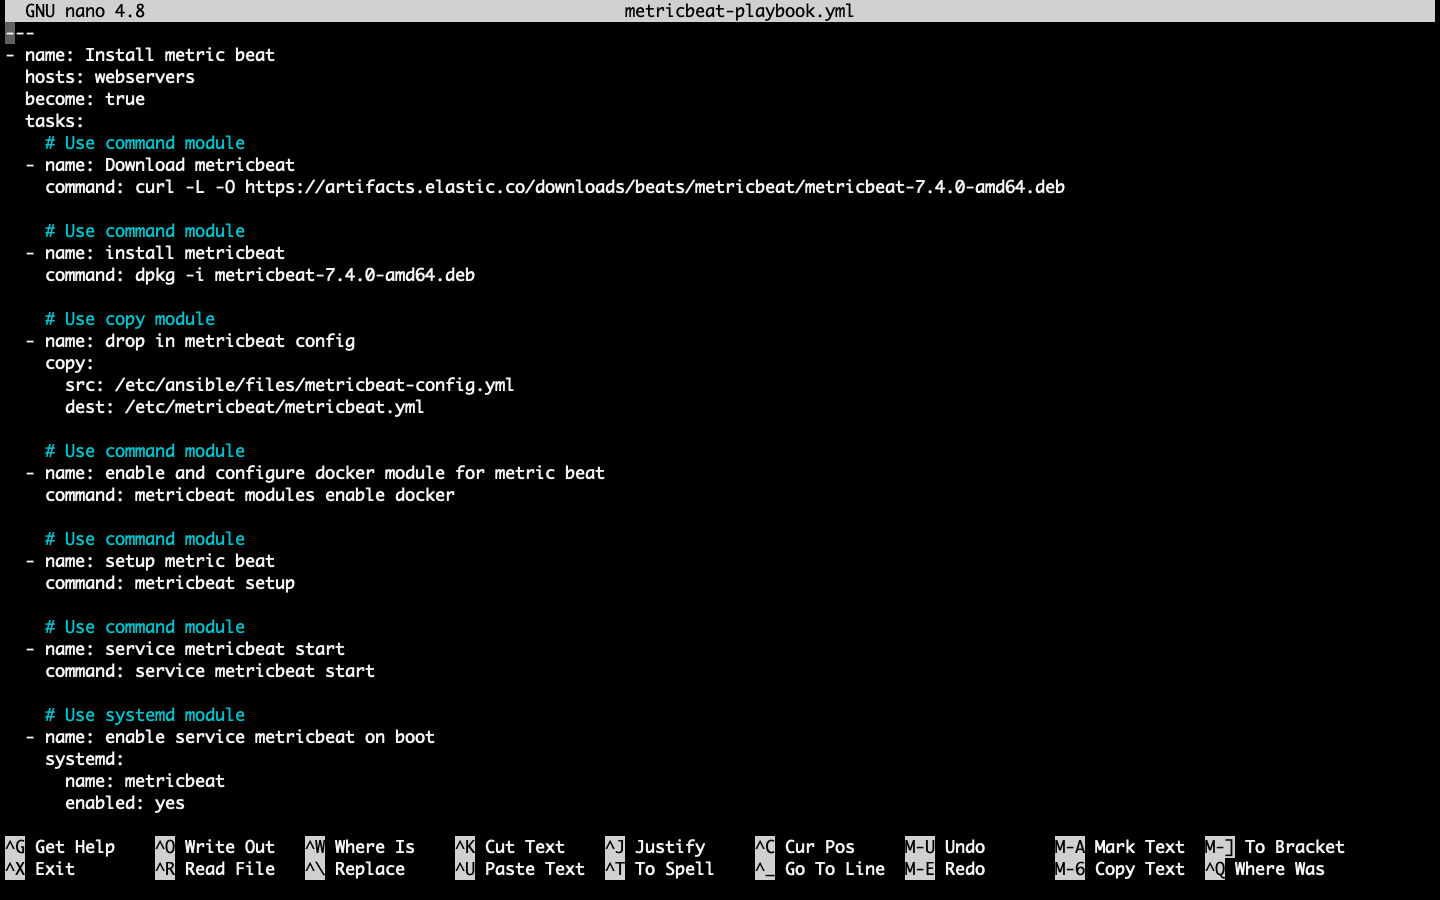 GNU nano 4.8 metricbeat-playbook.yml
---
- name: Install metric beat
  hosts: webservers
  become: true
  tasks:
    # Use command module
  - name: Download metricbeat
    command: curl -L -O https://artifacts.elastic.co/downloads/beats/metricbeat/metricbeat-7.4.0-amd64.deb

    # Use command module
  - name: install metricbeat
    command: dpkg -i metricbeat-7.4.0-amd64.deb

    # Use copy module
  - name: drop in metricbeat config
    copy:
      src: /etc/ansible/files/metricbeat-config.yml
      dest: /etc/metricbeat/metricbeat.yml

    # Use command module
  - name: enable and configure docker module for metric beat
    command: metricbeat modules enable docker

    # Use command module
  - name: setup metric beat
    command: metricbeat setup

    # Use command module
  - name: service metricbeat start
    command: service metricbeat start

    # Use systemd module
  - name: enable service metricbeat on boot
    systemd:
      name: metricbeat
      enabled: yes

^G Get Help ^O Write Out ^W Where Is ^K Cut Text ^J Justify ^C Cur Pos M-U Undo M-A Mark Text M-] To Bracket
^X Exit ^R Read File ^\ Replace ^U Paste Text ^T To Spell ^_ Go To Line M-E Redo M-6 Copy Text ^Q Where Was